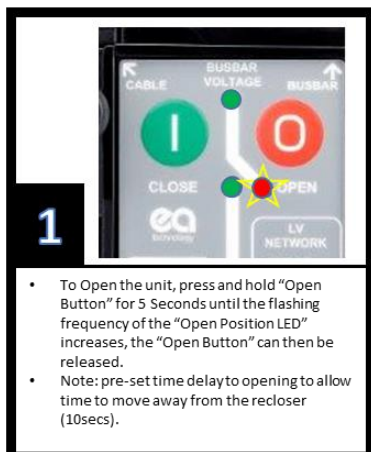 BUSBAR
CABLE VOLTAGE BUSBAR
I O
CLOSE OPEN
ea
technology
LV
NETWORK
1
• To Open the unit, press and hold “Open
Button” for 5 Seconds until the flashing
frequency of the “Open Position LED”
increases, the “Open Button” can then be
released.
• Note: pre-set time delay to opening to allow
time to move away from the recloser
(10secs).